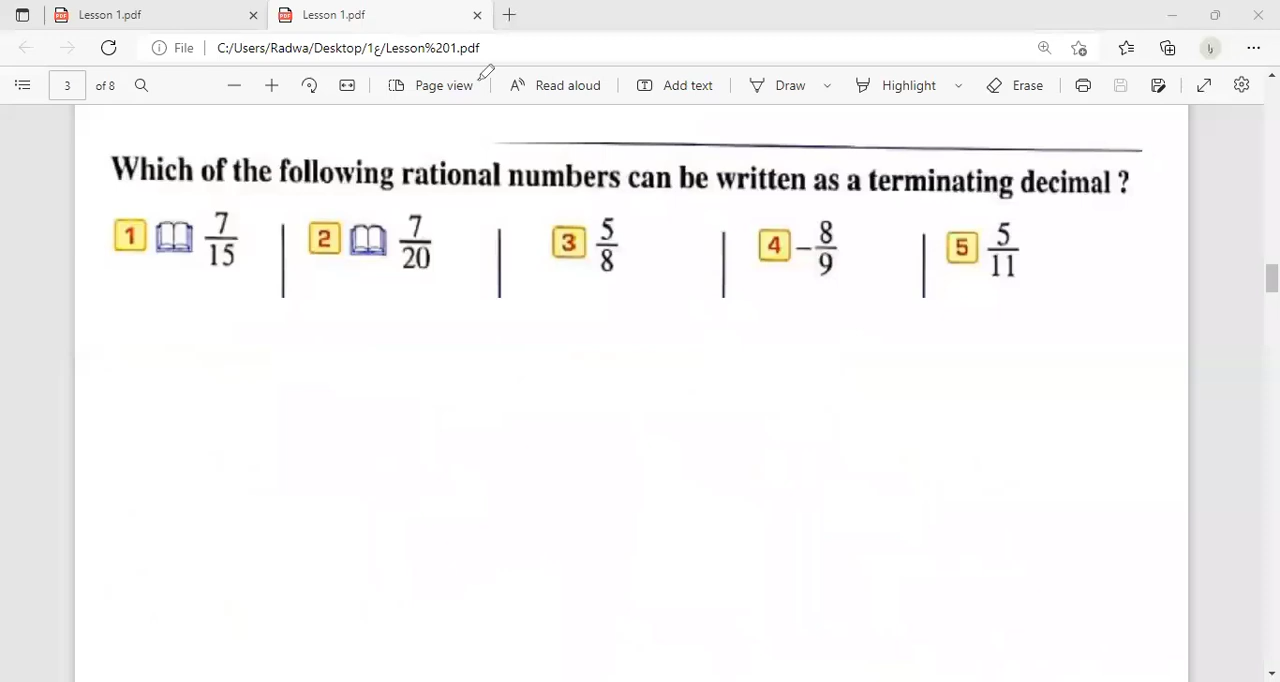 Lesson 1.pdf
Lesson 1.pdf
File
C:/Users/Radwa/Desktop/1ع/Lesson%201.pdf
3 of 8
Page view
Read aloud
Add text
Draw
Highlight
Erase
Which of the following rational numbers can be written as a terminating decimal ?
1 7/15
2 7/20
3 5/8
4 -8/9
5 5/11